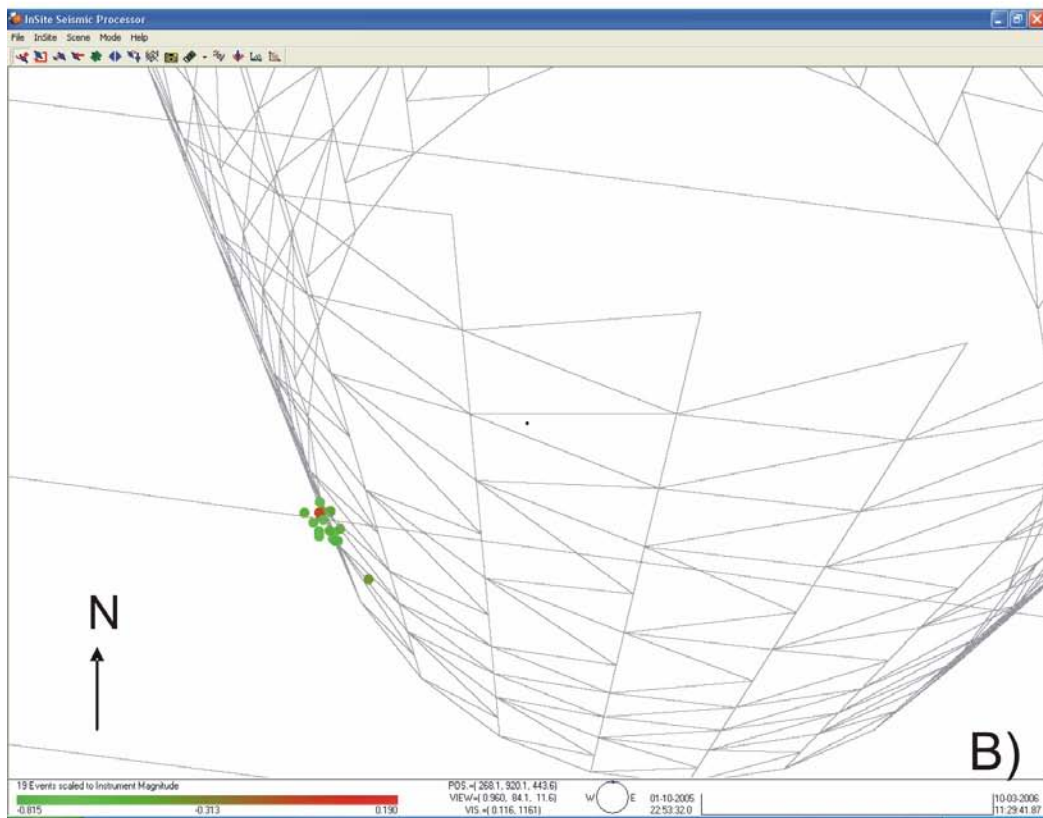 InSite Seismic Processor
File InSite Scene Mode Help
N
B)
19 Events scaled to Instrument Magnitude
-0.815 -0.313 0.190
POS.=( 268.1, 920.1, 443.6)
VIEW=( 0.960, 84.1, 11.6)
VIS.=( 0.116, 1161)
W E
01-10-2005
22:53:32.0
10-03-2006
11:29:41.87